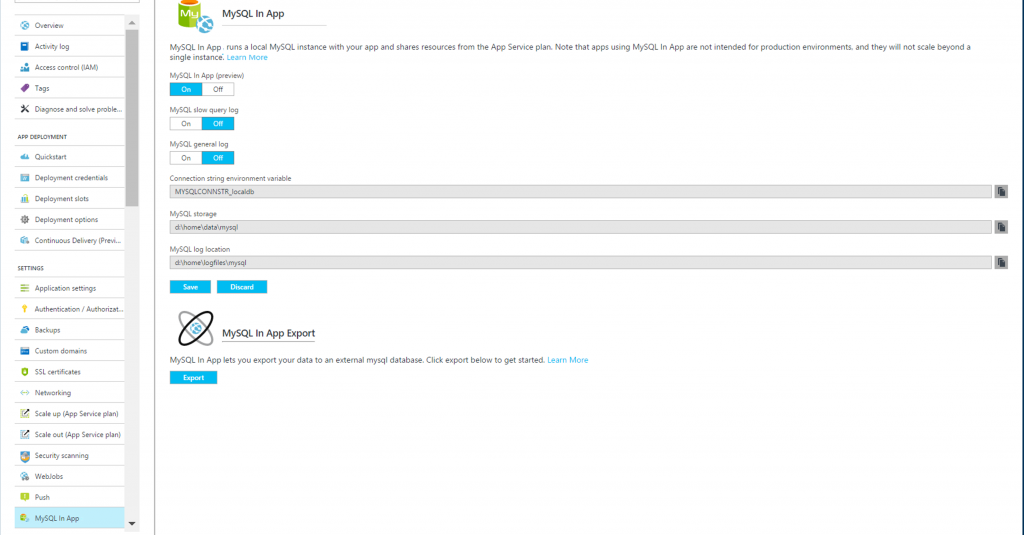 Overview
Activity log
Access control (IAM)
Tags
Diagnose and solve proble...
APP DEPLOYMENT
Quickstart
Deployment credentials
Deployment slots
Deployment options
Continuous Delivery (Previ...
SETTINGS
Application settings
Authentication / Authorizat...
Backups
Custom domains
SSL certificates
Networking
Scale up (App Service plan)
Scale out (App Service plan)
Security scanning
WebJobs
Push
MySQL In App
My
MySQL In App
MySQL In App runs a local MySQL instance with your app and shares resources from the App Service plan. Note that apps using MySQL In App are not intended for production environments, and they will not scale beyond a
single instance. Learn More
MySQL In App (preview)
On Off
MySQL slow query log
On Off
MySQL general log
On Off
Connection string environment variable
MYSQLCONNSTR_localdb
MySQL storage
d:\home\data\mysql
MySQL log location
d:\home\logfiles\mysql
Save Discard
MySQL In App Export
MySQL In App lets you export your data to an external mysql database. Click export below to get started. Learn More
Export